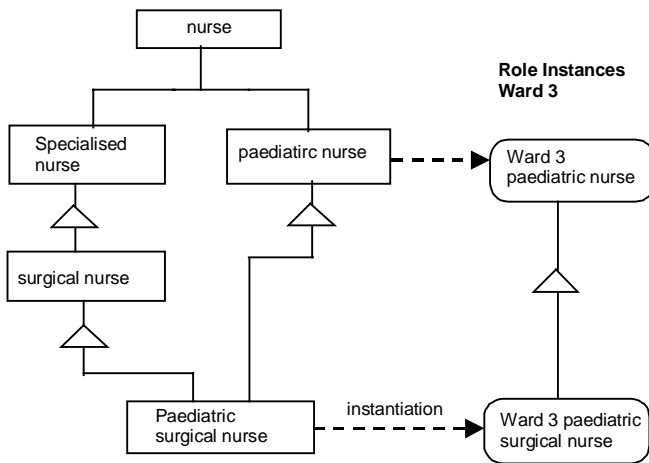 nurse
Role Instances
Ward 3
Specialised
nurse
paediatirc nurse
Ward 3
paediatric nurse
surgical nurse
Paediatric
surgical nurse
instantiation
Ward 3 paediatric
surgical nurse